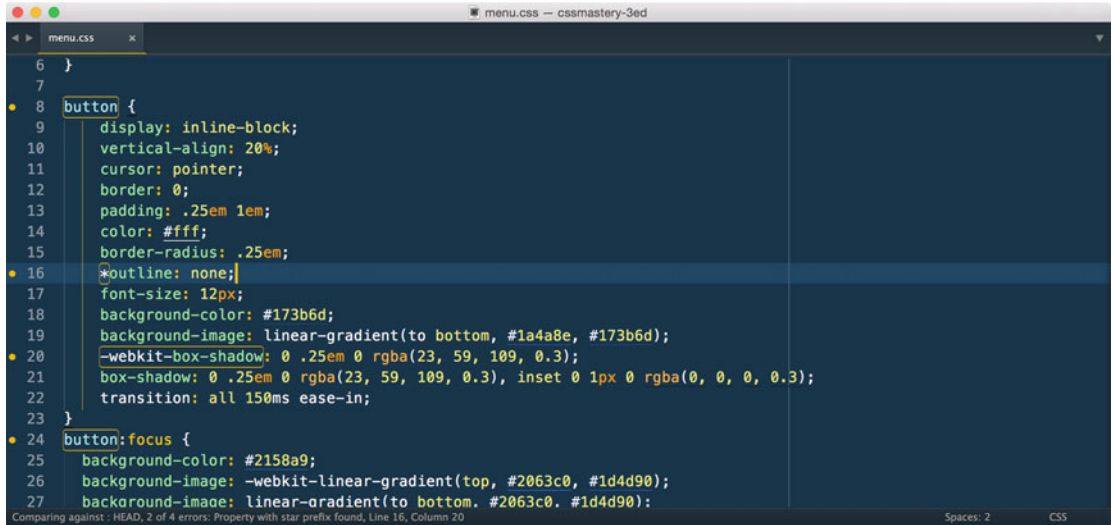 menu.css — cssmastery-3ed
menu.css ×
6 }
7
8 button {
9 display: inline-block;
10 vertical-align: 20%;
11 cursor: pointer;
12 border: 0;
13 padding: .25em 1em;
14 color: #fff;
15 border-radius: .25em;
16 *outline: none;
17 font-size: 12px;
18 background-color: #173b6d;
19 background-image: linear-gradient(to bottom, #1a4a8e, #173b6d);
20 -webkit-box-shadow: 0 .25em 0 rgba(23, 59, 109, 0.3);
21 box-shadow: 0 .25em 0 rgba(23, 59, 109, 0.3), inset 0 1px 0 rgba(0, 0, 0, 0.3);
22 transition: all 150ms ease-in;
23 }
24 button:focus {
25 background-color: #2158a9;
26 background-image: -webkit-linear-gradient(top, #2063c0, #1d4d90);
27 background-image: linear-gradient(to bottom, #2063c0, #1d4d90);
Comparing against : HEAD, 2 of 4 errors: Property with star prefix found, Line 16, Column 20 Spaces: 2 CSS